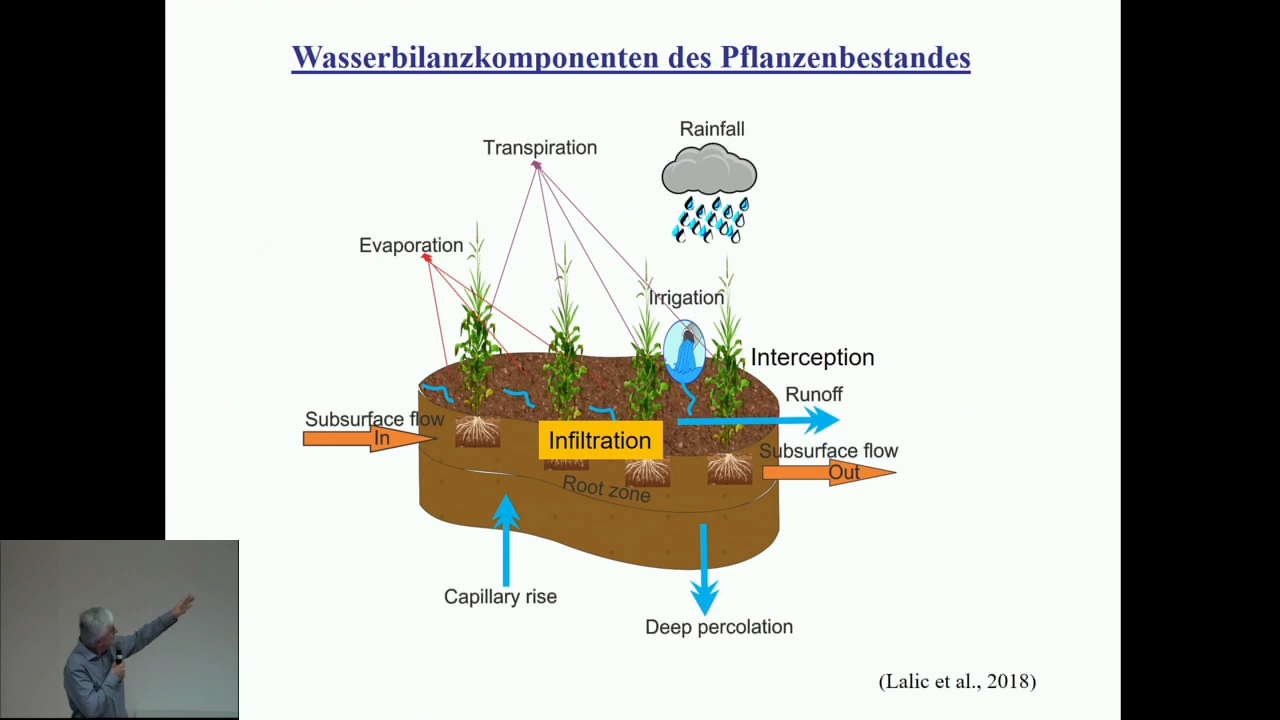 Wasserbilanzkomponenten des Pflanzenbestandes
Rainfall
Transpiration
Evaporation
Irrigation
Interception
Runoff
Subsurface flow
In
Infiltration
Subsurface flow
Out
Root zone
Capillary rise
Deep percolation
(Lalic et al., 2018)